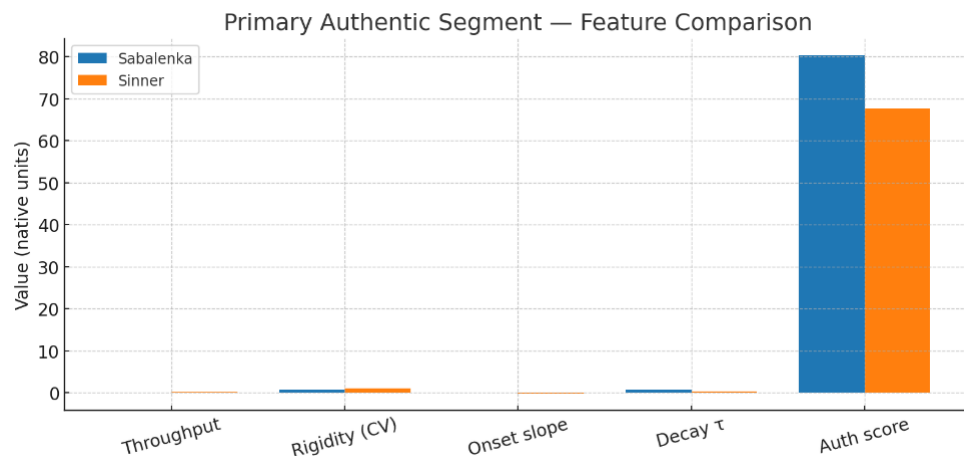 Primary Authentic Segment — Feature Comparison
Sabalenka
Sinner
Value (native units)
80
70
60
50
40
30
20
10
0
Throughput
Rigidity (CV)
Onset slope
Decay τ
Auth score